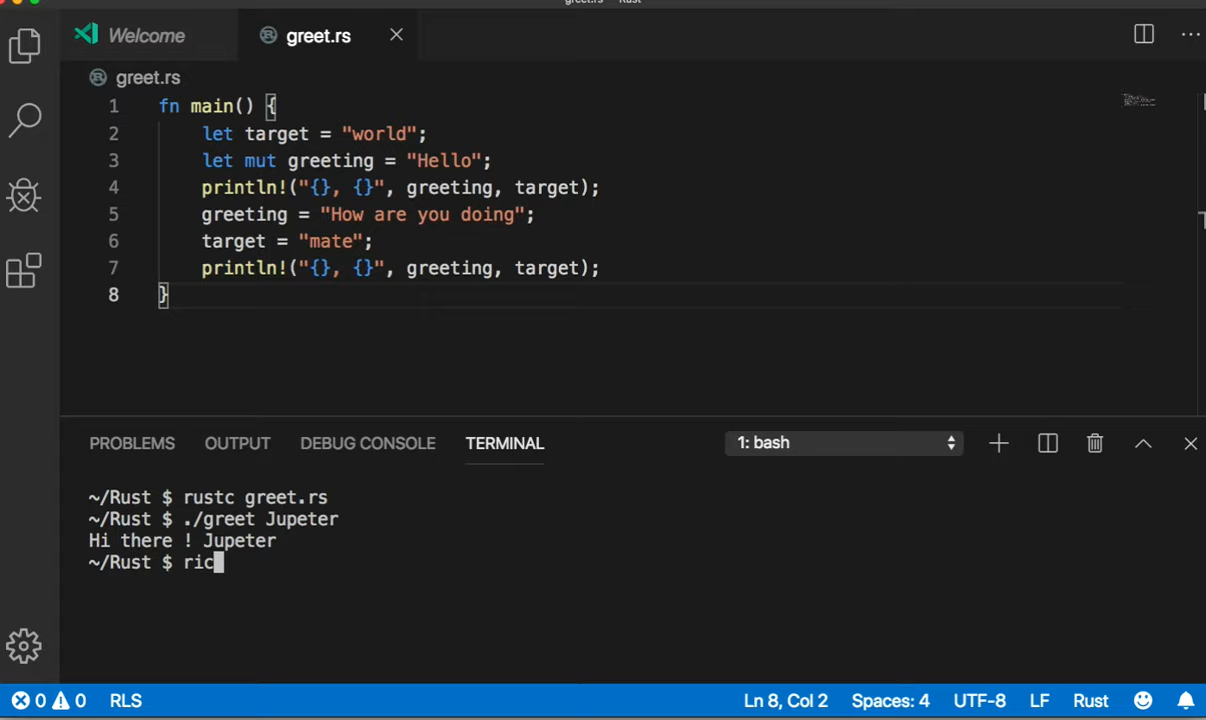 Welcome
greet.rs
greet.rs
1 fn main() {
2 let target = "world";
3 let mut greeting = "Hello";
4 println!("{}, {}", greeting, target);
5 greeting = "How are you doing";
6 target = "mate";
7 println!("{}, {}", greeting, target);
8 }
PROBLEMS OUTPUT DEBUG CONSOLE TERMINAL 1: bash
~/Rust $ rustc greet.rs
~/Rust $ ./greet Jupeter
Hi there ! Jupeter
~/Rust $ ric
0 0 RLS Ln 8, Col 2 Spaces: 4 UTF-8 LF Rust